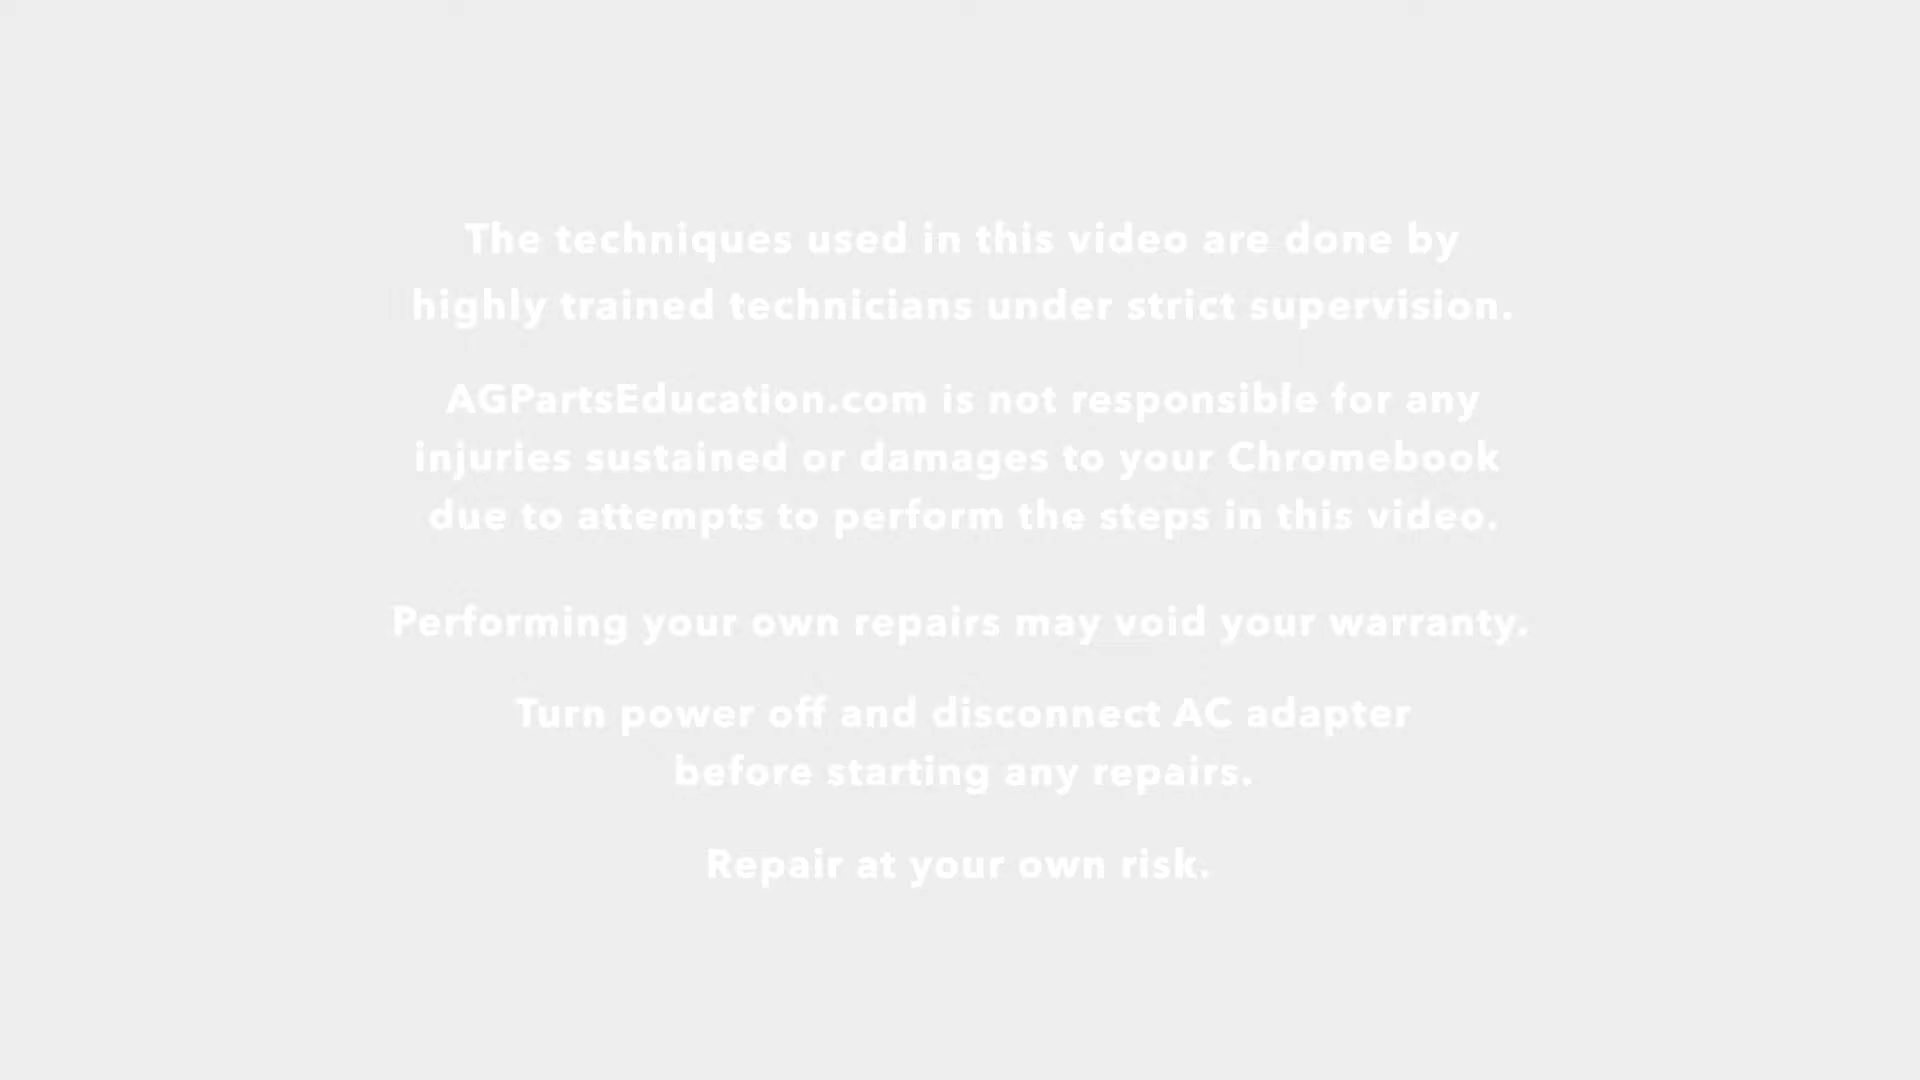 The techniques used in this video are done by
highly trained technicians under strict supervision.
AGPartsEducation.com is not responsible for any
injuries sustained or damages to your Chromebook
due to attempts to perform the steps in this video.
Performing your own repairs may void your warranty.
Turn power off and disconnect AC adapter
before starting any repairs.
Repair at your own risk.